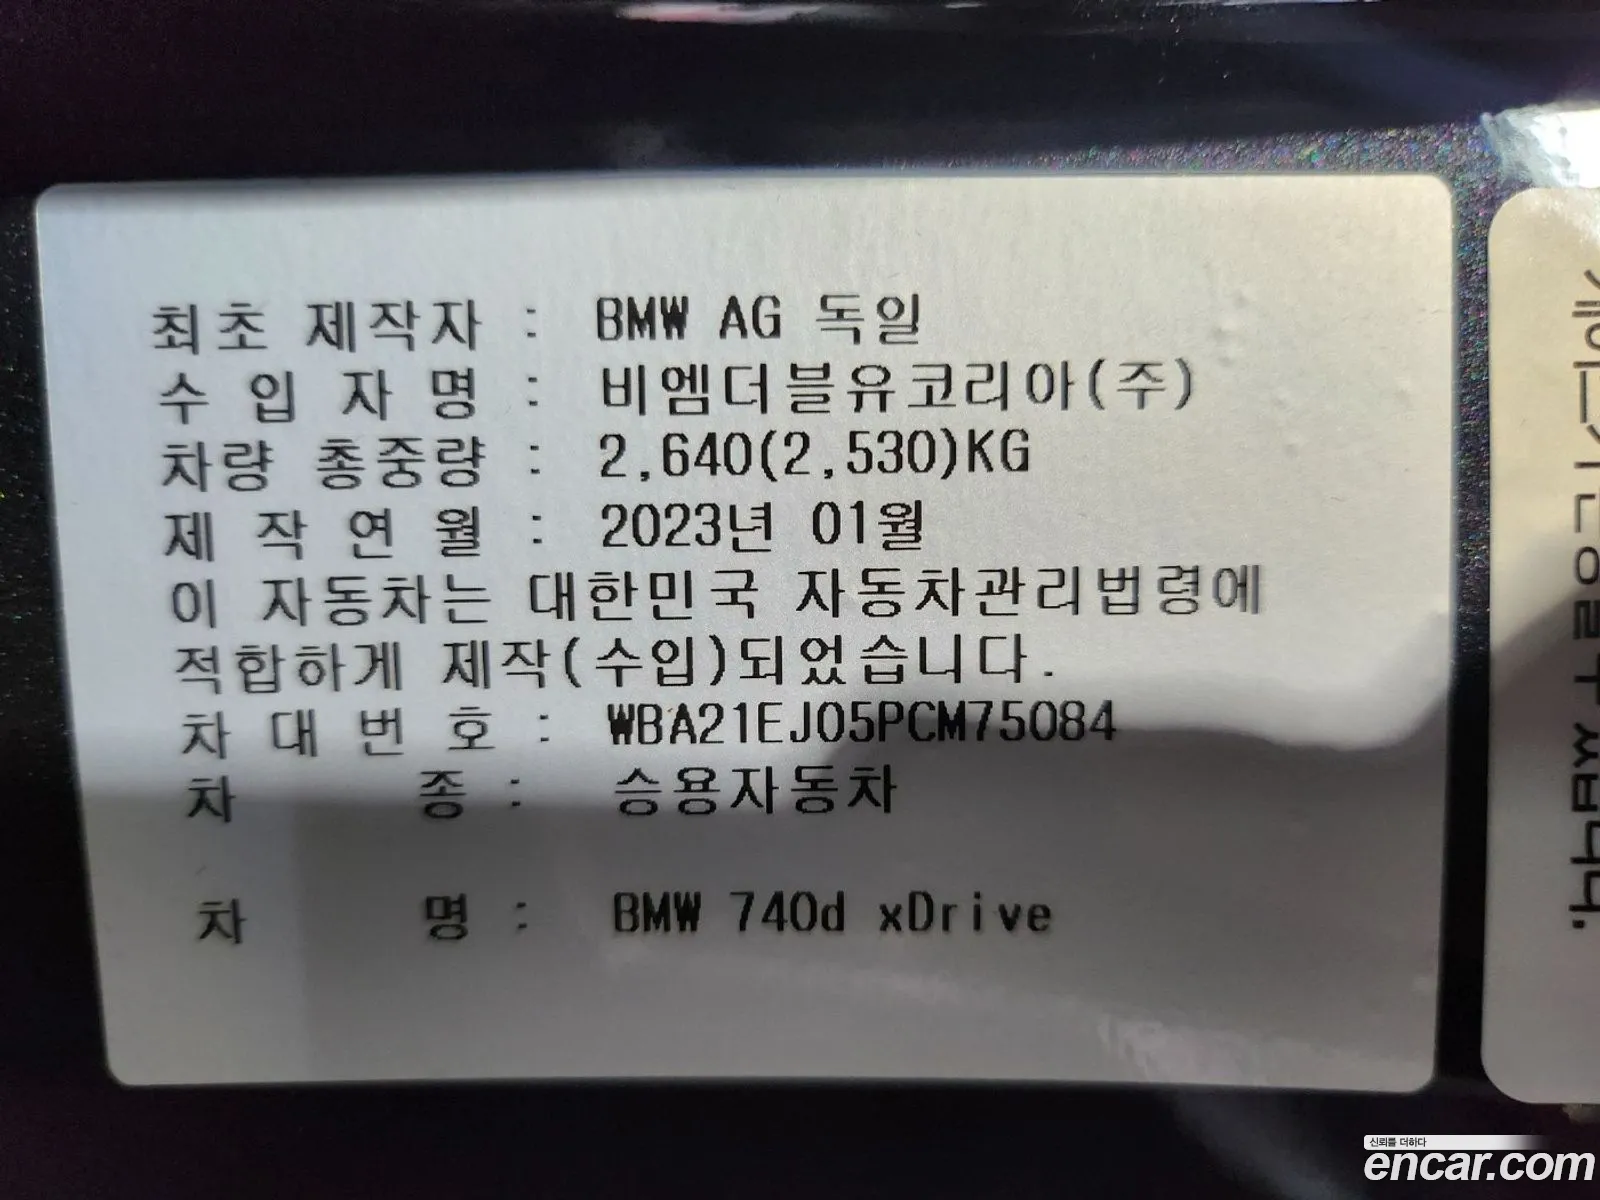 최초 제작자 : BMW AG 독일
수 입 자 명 : 비엠더블유코리아(주)
차량 총중량 : 2,640(2,530)KG
제 작 연 월 : 2023년 01월
이 자동차는 대한민국 자동차관리법령에
적합하게 제작(수입)되었습니다.
차 대 번 호 : WBA21EJ05PCM75084
차 종 : 승용자동차
차 명 : BMW 740d xDrive
신뢰를 더하다
encar.com